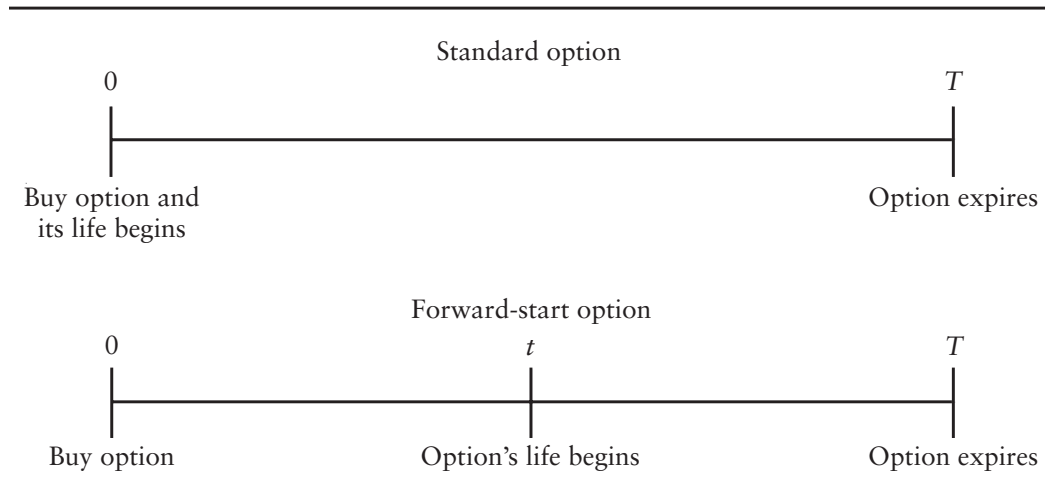 Standard option
0 T
Buy option and Option expires
its life begins
Forward-start option
0 t T
Buy option Option’s life begins Option expires